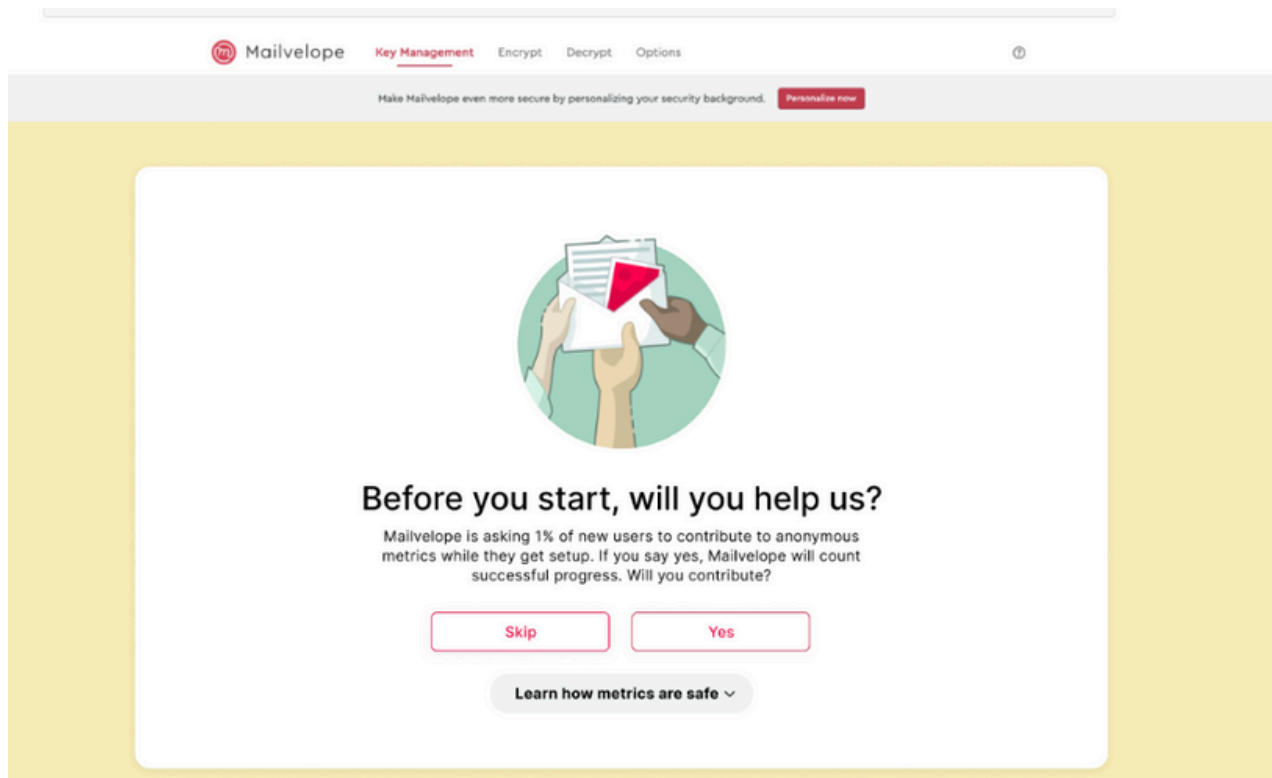 Mailvelope
Key Management Encrypt Decrypt Options
Make Mailvelope even more secure by personalizing your security background. Personalize now
Before you start, will you help us?
Mailvelope is asking 1% of new users to contribute to anonymous
metrics while they get setup. If you say yes, Mailvelope will count
successful progress. Will you contribute?
Skip Yes
Learn how metrics are safe